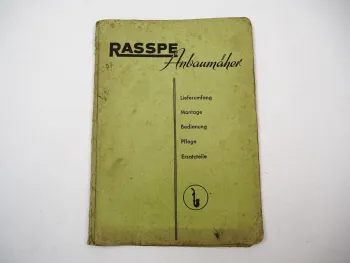 RASSPE
Anbaumäher
Lieferumfang
Montage
Bedienung
Pflege
Ersatzteile